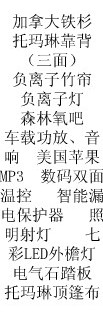 加拿大铁杉
托玛琳靠背
（三面）
负离子竹帘
负离子灯
森林氧吧
车载功放、音
响　美国苹果
MP3　数码双面
温控　智能漏
电保护器　照
明射灯　七
彩LED外檐灯
电气石踏板
托玛琳顶篷布